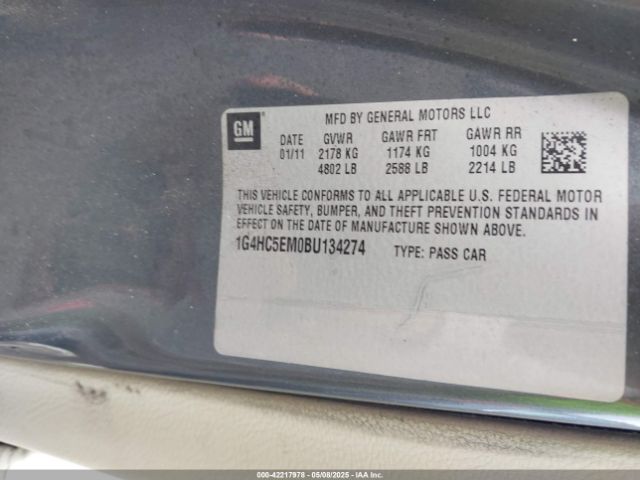 GM
MFD BY GENERAL MOTORS LLC
DATE GVWR GAWR FRT GAWR RR
01/11 2178 KG 1174 KG 1004 KG
4802 LB 2588 LB 2214 LB
THIS VEHICLE CONFORMS TO ALL APPLICABLE U.S. FEDERAL MOTOR
VEHICLE SAFETY, BUMPER, AND THEFT PREVENTION STANDARDS IN
EFFECT ON THE DATE OF MANUFACTURE SHOWN ABOVE.
1G4HC5EM0BU134274 TYPE: PASS CAR
000-42217978 - 05/08/2025 - IAA Inc.